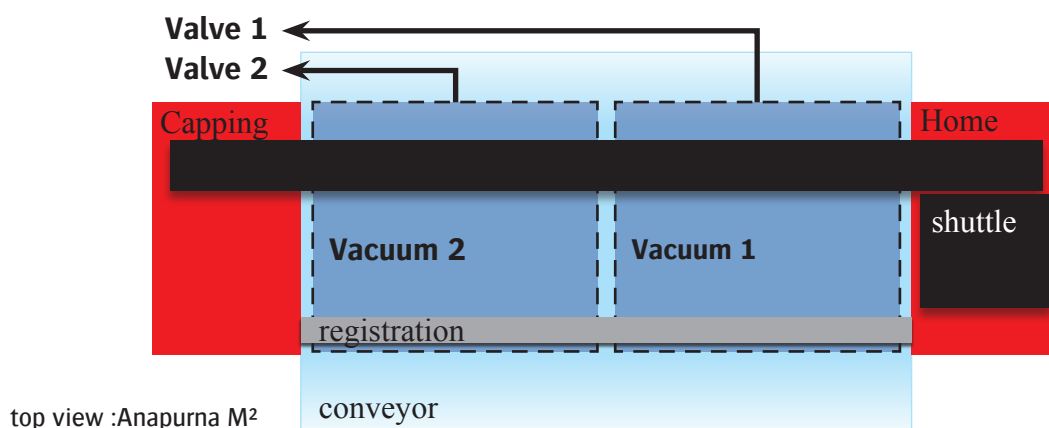 Valve 1
Valve 2
Capping
Home
shuttle
Vacuum 2
Vacuum 1
registration
conveyor
top view :Anapurna M²